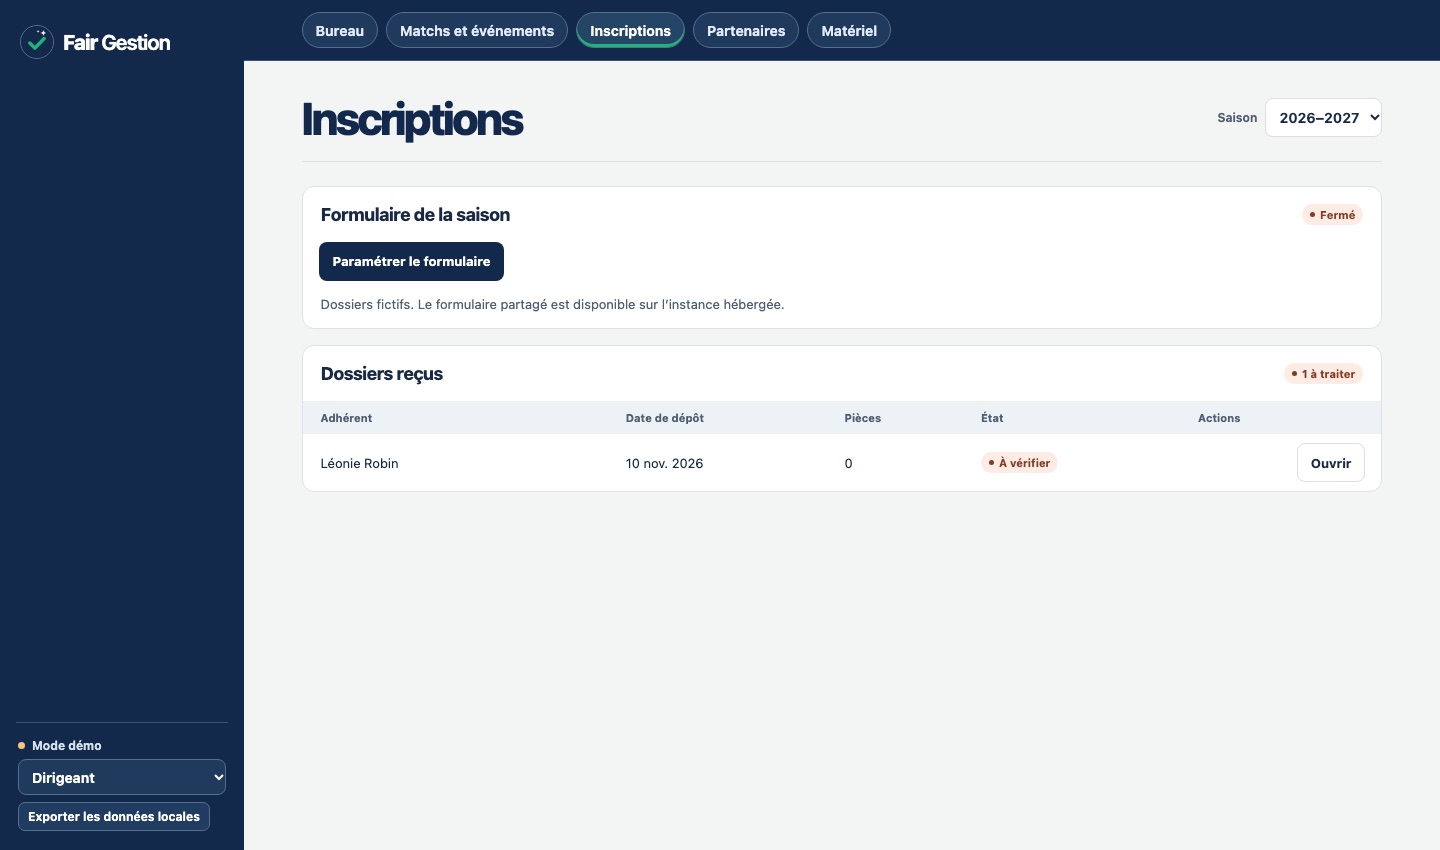 Fair Gestion
Bureau
Matchs et événements
Inscriptions
Partenaires
Matériel
Inscriptions
Saison
2026–2027
Formulaire de la saison
Fermé
Paramétrer le formulaire
Dossiers fictifs. Le formulaire partagé est disponible sur l’instance hébergée.
Dossiers reçus
1 à traiter
Adhérent Date de dépôt Pièces État Actions
Léonie Robin 10 nov. 2026 0 À vérifier Ouvrir
Mode démo
Dirigeant
Exporter les données locales